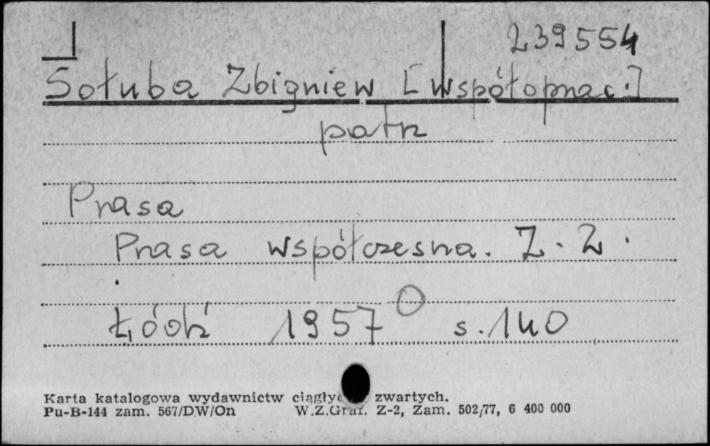 239554
Sołuba Zbigniew [współoprac.]
patrz
Prasa
Prasa współczesna. Z. 2.
Łódź 1957 s. 140
Karta katalogowa wydawnictw ciągłych zwartych.
Pu-B-144 zam. 567/DW/On W.Z.Graf. Z-2, Zam. 502/77, 6 400 000